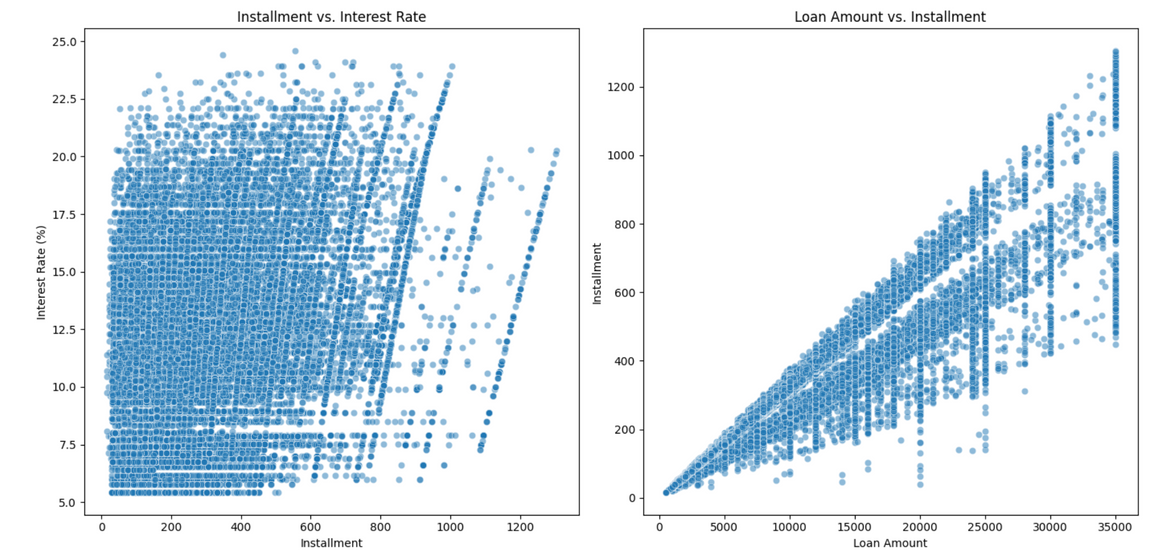 Installment vs. Interest Rate
Interest Rate (%)
25.0
22.5
20.0
17.5
15.0
12.5
10.0
7.5
5.0
0 200 400 600 800 1000 1200
Installment
Loan Amount vs. Installment
Installment
1200
1000
800
600
400
200
0
0 5000 10000 15000 20000 25000 30000 35000
Loan Amount